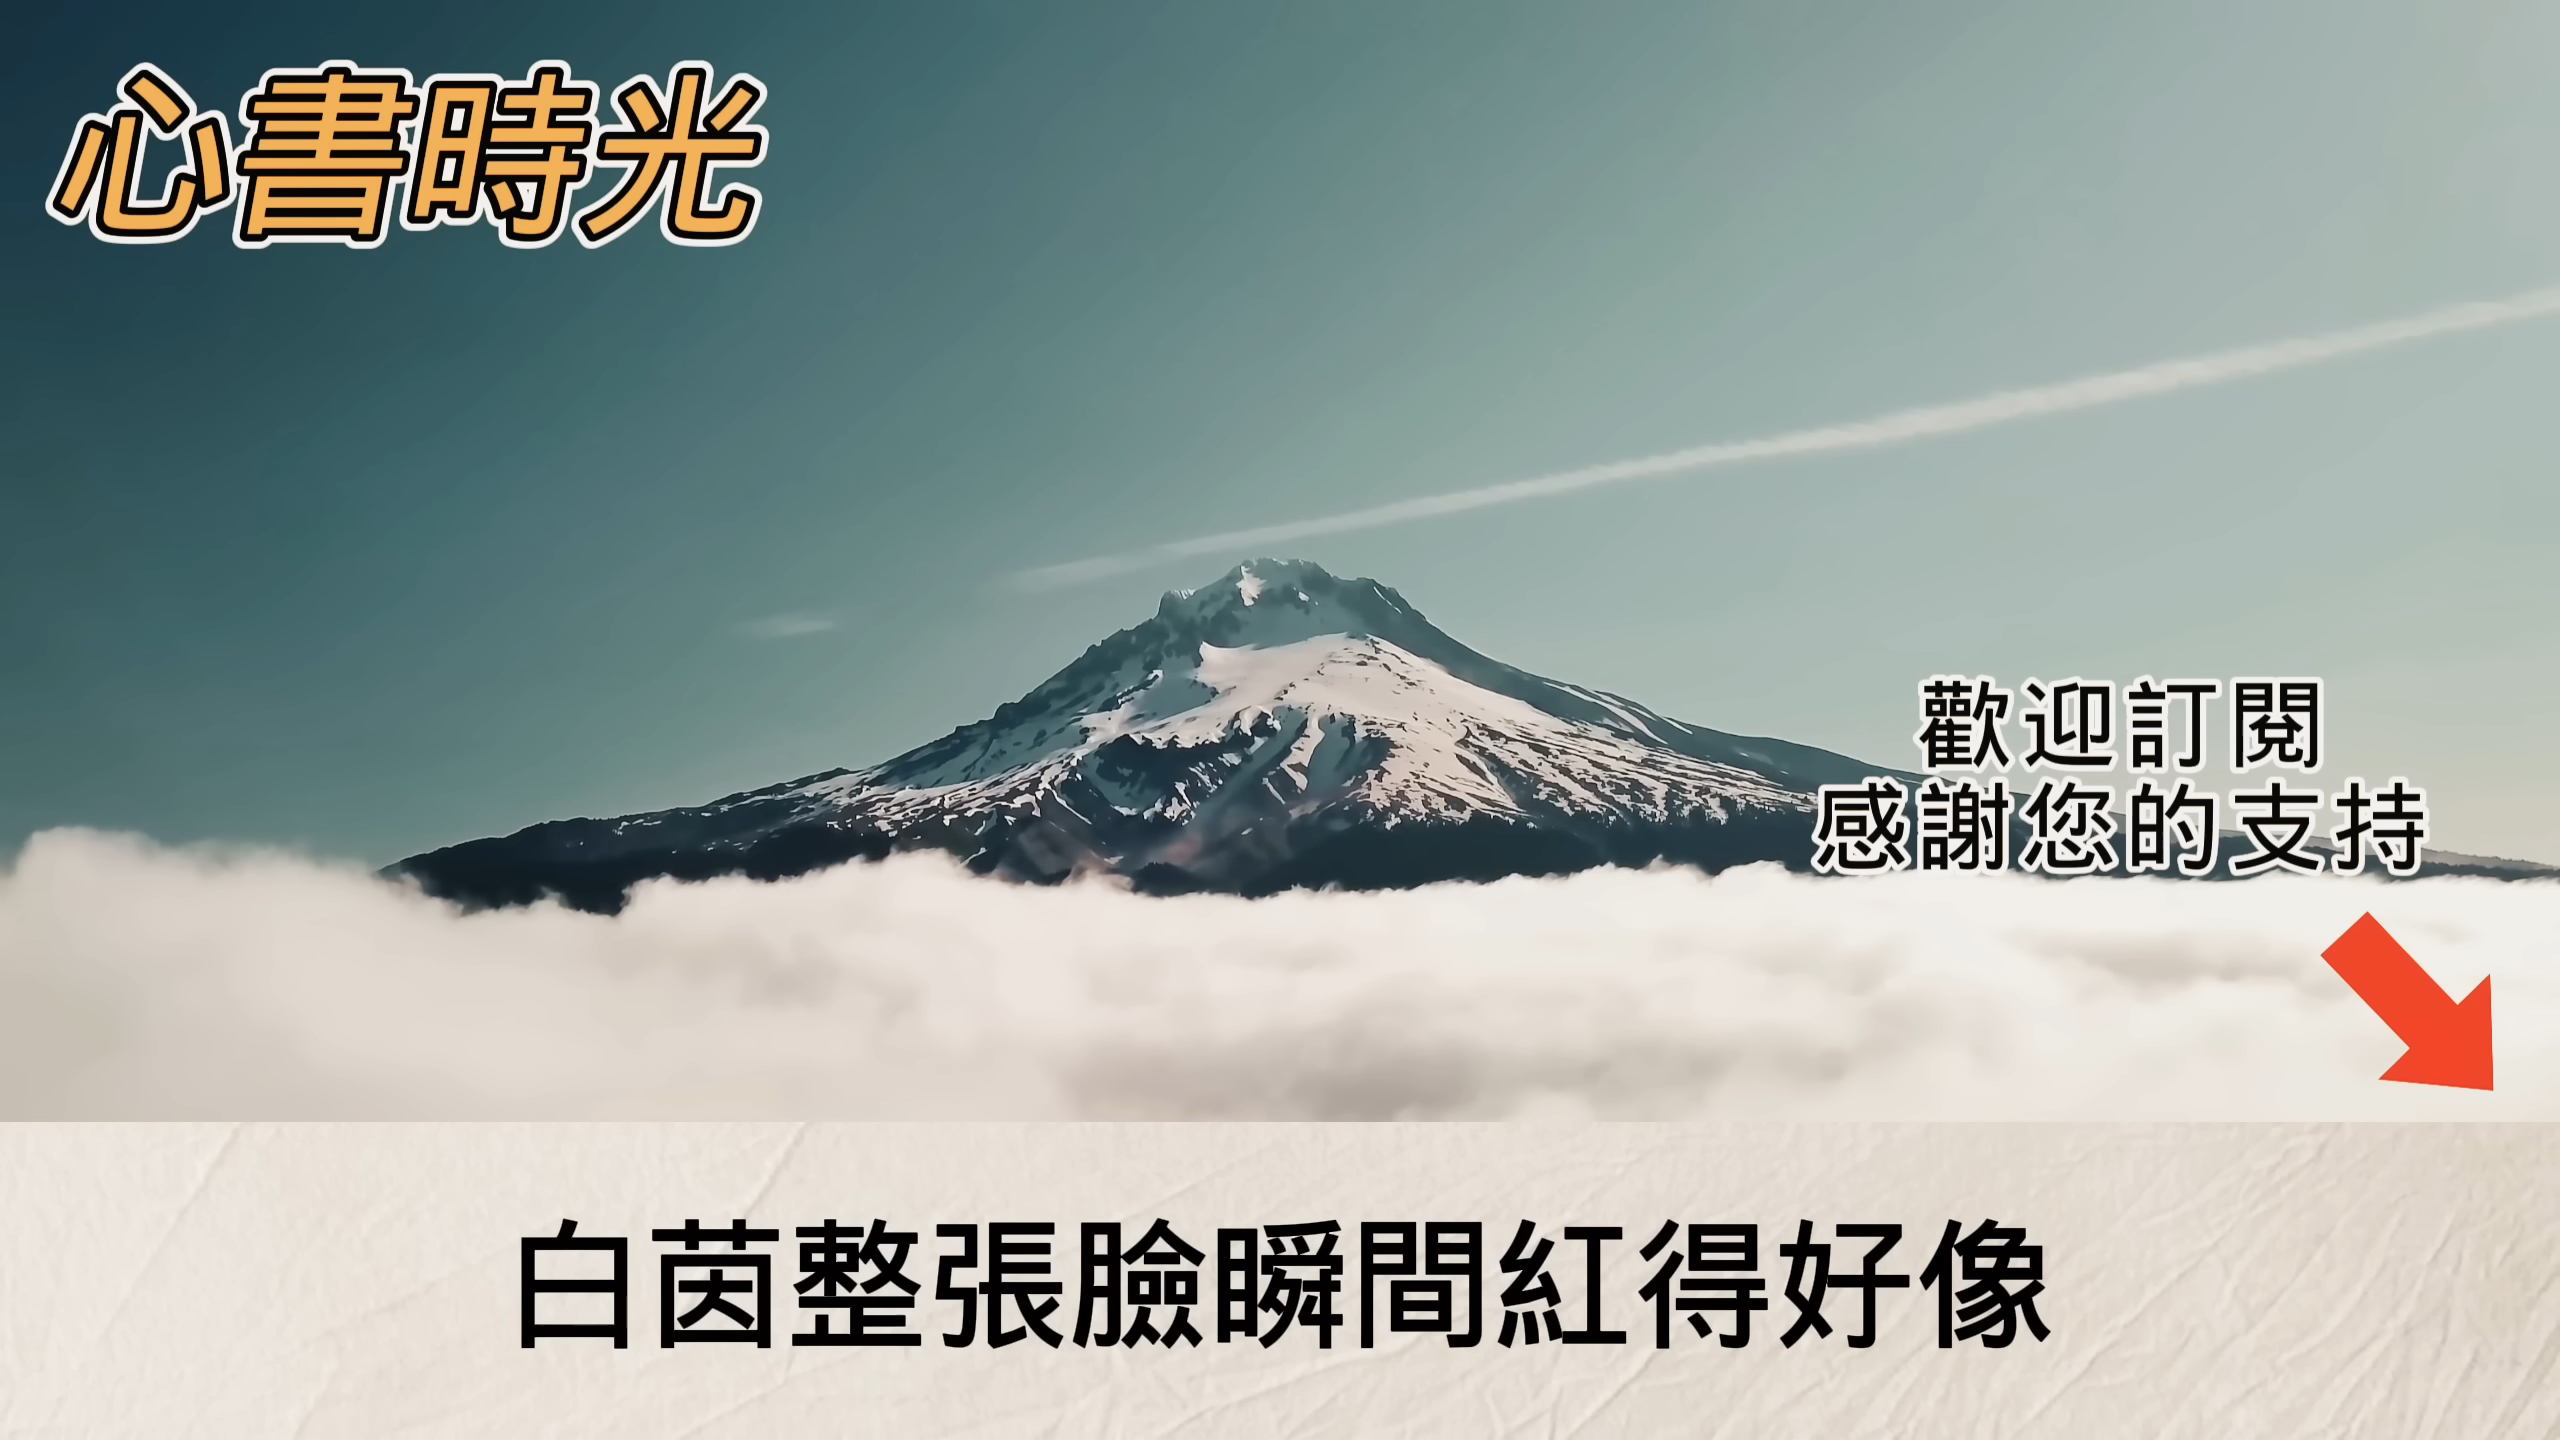 心書時光
歡迎訂閱
感謝您的支持
白茵整張臉瞬間紅得好像